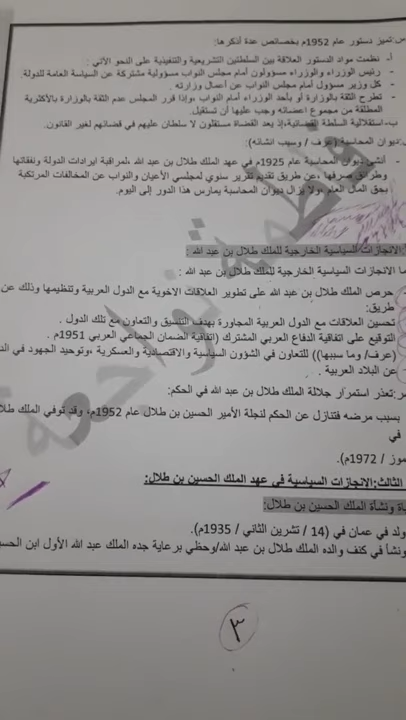 س:تميز دستور عام 1952م بخصائص عدة أذكرها:
أ- نظمت مواد الدستور العلاقة بين السلطتين التشريعية والتنفيذية على النحو الآتي :
- رئيس الوزراء والوزراء مسؤولون أمام مجلس النواب مسؤولية مشتركة عن السياسة العامة للدولة.
- كل وزير مسؤول أمام مجلس النواب عن أعمال وزارته .
- تطرح الثقة بالوزارة أو بأحد الوزراء أمام النواب ،وإذا قرر المجلس عدم الثقة بالوزارة بالأكثرية
المطلقة من مجموع اعضائه وجب عليها أن تستقيل.
ب-استقلالية السلطة القضائية،إذ يعد القضاة مستقلون لا سلطان عليهم في قضائهم لغير القانون.
:ديوان المحاسبة (عرف / وسبب انشائه):
- أنشئ ديوان المحاسبة عام 1925م في عهد الملك طلال بن عبد الله ،لمراقبة ايرادات الدولة ونفقاتها
وطرائق صرفها ،عن طريق تقديم تقرير سنوي لمجلسي الأعيان والنواب عن المخالفات المرتكبة
بحق المال العام ،ولا يزال ديوان المحاسبة يمارس هذا الدور إلى اليوم.
:الانجازات السياسية الخارجية للملك طلال بن عبد الله :
ما الانجازات السياسية الخارجية للملك طلال بن عبد الله :
حرص الملك طلال بن عبد الله على تطوير العلاقات الاخوية مع الدول العربية وتنظيمها وذلك عن
طريق:
تحسين العلاقات مع الدول العربية المجاورة بهدف التنسيق والتعاون مع تلك الدول .
التوقيع على اتفاقية الدفاع العربي المشترك (اتفاقية الضمان الجماعي العربي 1951م .
(عرف/ وما سببها)) للتعاون في الشؤون السياسية والاقتصادية والعسكرية ،وتوحيد الجهود في
عن البلاد العربية .
تعذر استمرار جلالة الملك طلال بن عبد الله في الحكم:
بسبب مرضه فتنازل عن الحكم لنجلة الأمير الحسين بن طلال عام 1952م، وقد توفي الملك
في
موز / 1972م).
الثالث:الانجازات السياسية في عهد الملك الحسين بن طلال:
ونشأة الملك الحسين بن طلال:
ولد في عمان في (14 / تشرين الثاني / 1935م).
ونشأ في كنف والده الملك طلال بن عبد الله/وحظي برعاية جده الملك عبد الله الأول ابن
٣